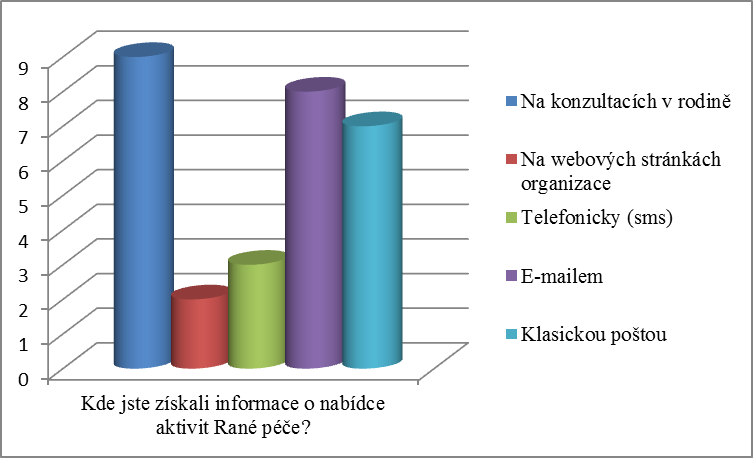 9
8
7
6
5
4
3
2
1
0
Kde jste získali informace o nabídce
aktivit Rané péče?
Na konzultacích v rodině
Na webových stránkách
organizace
Telefonicky (sms)
E-mailem
Klasickou poštou